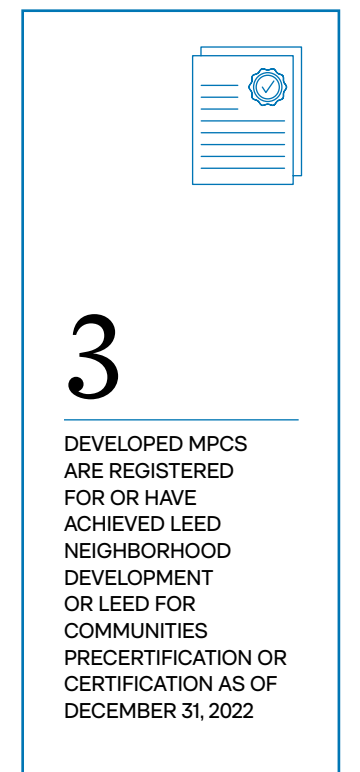 3
DEVELOPED MPCS
ARE REGISTERED
FOR OR HAVE
ACHIEVED LEED
NEIGHBORHOOD
DEVELOPMENT
OR LEED FOR
COMMUNITIES
PRECERTIFICATION OR
CERTIFICATION AS OF
DECEMBER 31, 2022